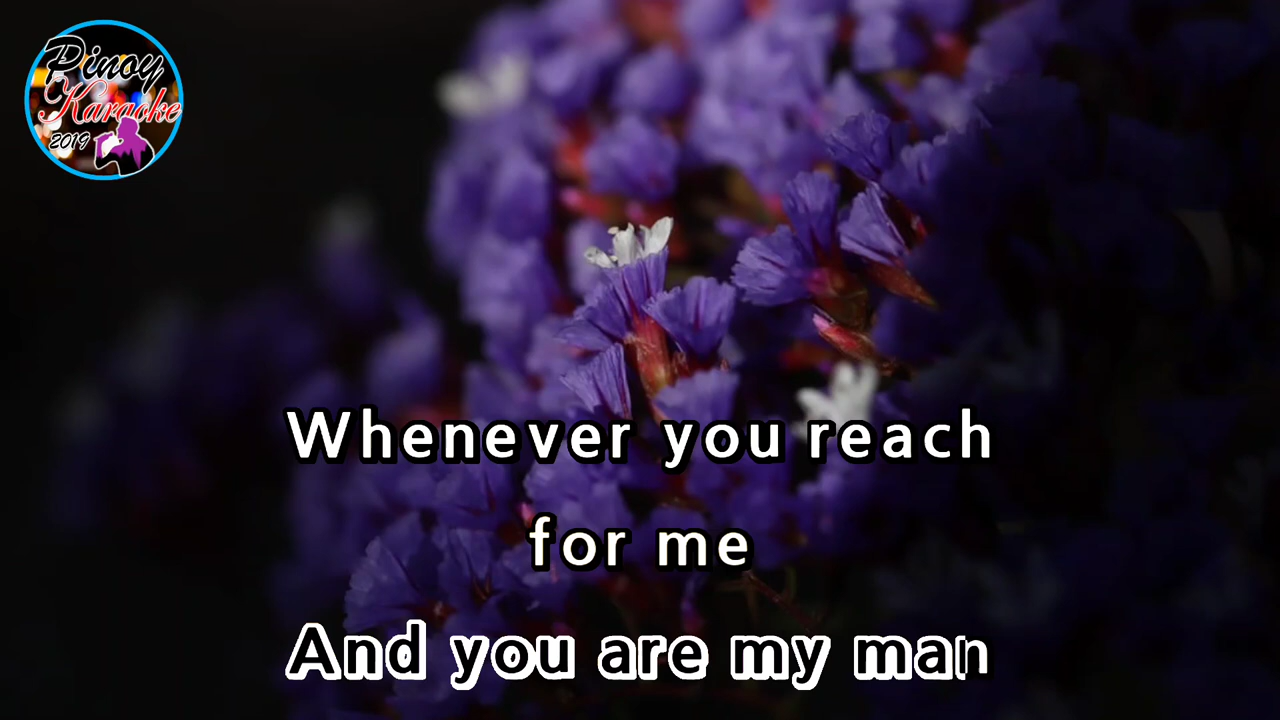 Pinoy
Karaoke
2019
Whenever you reach
for me
And you are my man